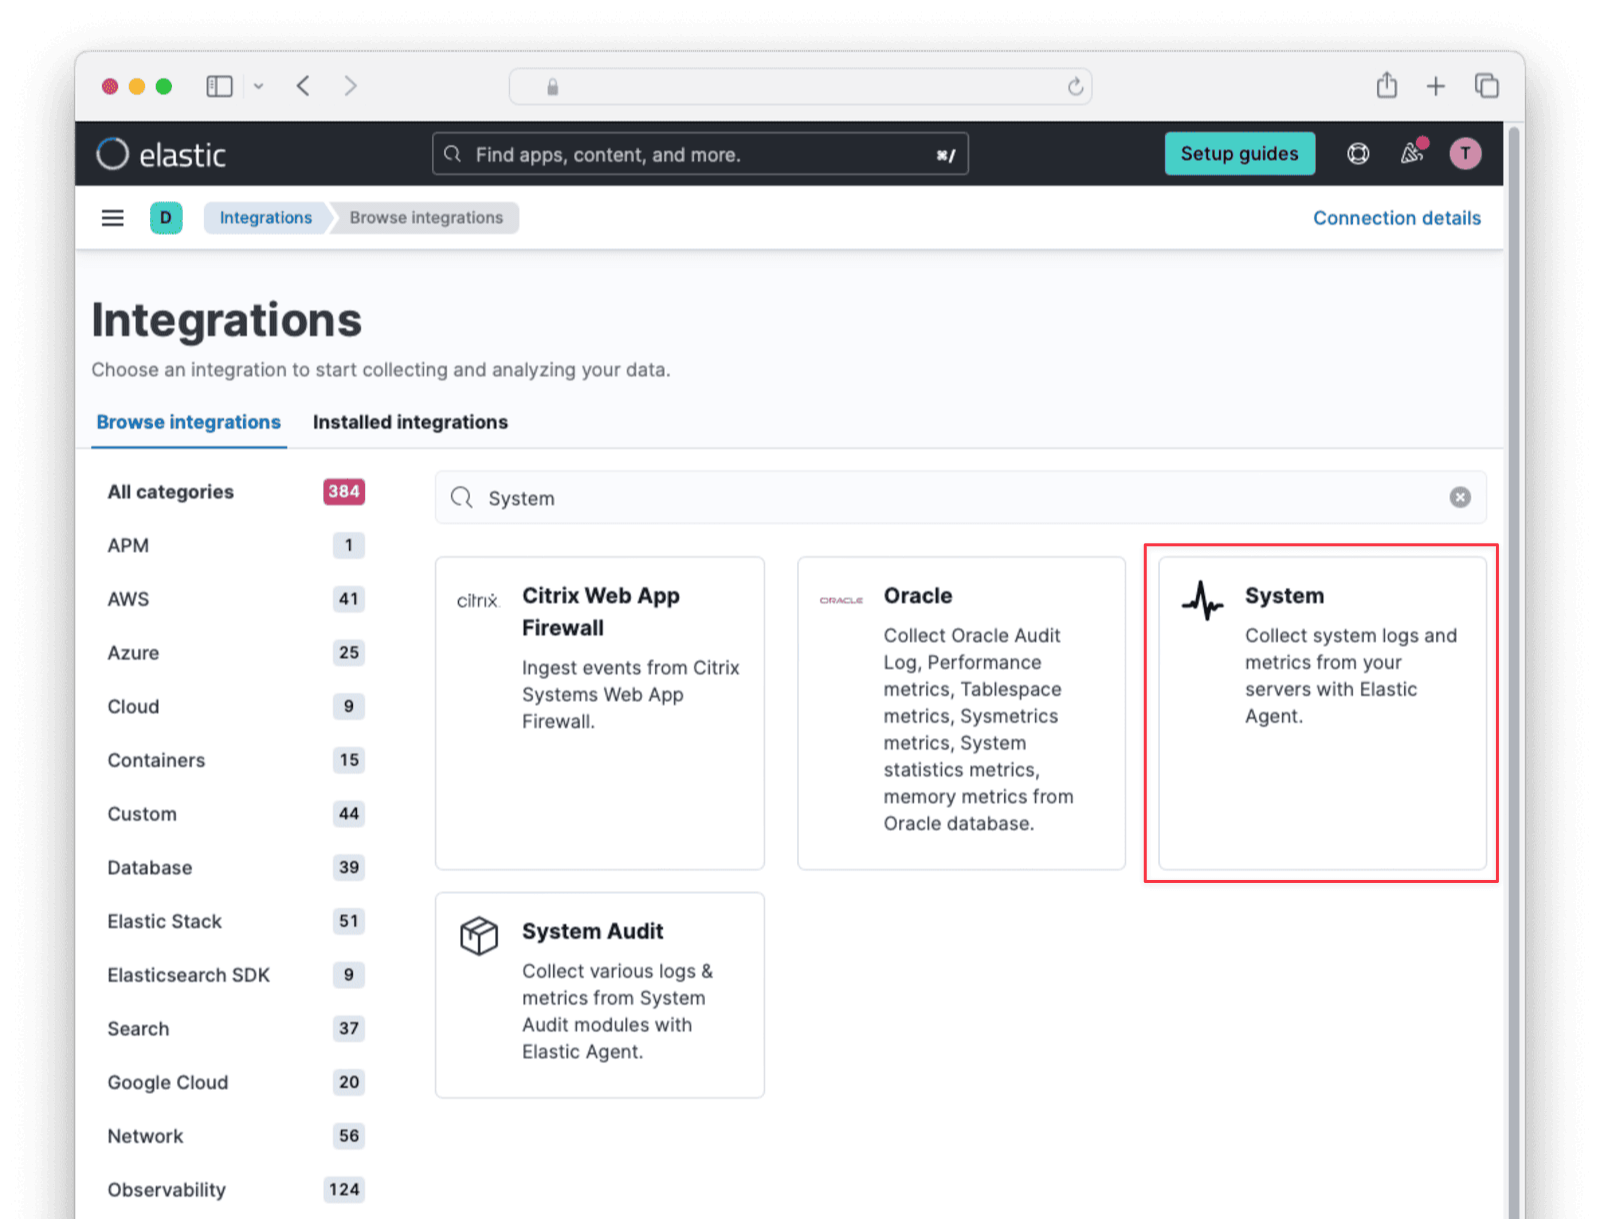 elastic
Find apps, content, and more.
⌘/
Setup guides
T
D
Integrations
Browse integrations
Connection details
Integrations
Choose an integration to start collecting and analyzing your data.
Browse integrations
Installed integrations
All categories 384
APM 1
AWS 41
Azure 25
Cloud 9
Containers 15
Custom 44
Database 39
Elastic Stack 51
Elasticsearch SDK 9
Search 37
Google Cloud 20
Network 56
Observability 124
System
citrix
Citrix Web App
Firewall
Ingest events from Citrix
Systems Web App
Firewall.
ORACLE
Oracle
Collect Oracle Audit
Log, Performance
metrics, Tablespace
metrics, Sysmetrics
metrics, System
statistics metrics,
memory metrics from
Oracle database.
System
Collect system logs and
metrics from your
servers with Elastic
Agent.
System Audit
Collect various logs &
metrics from System
Audit modules with
Elastic Agent.